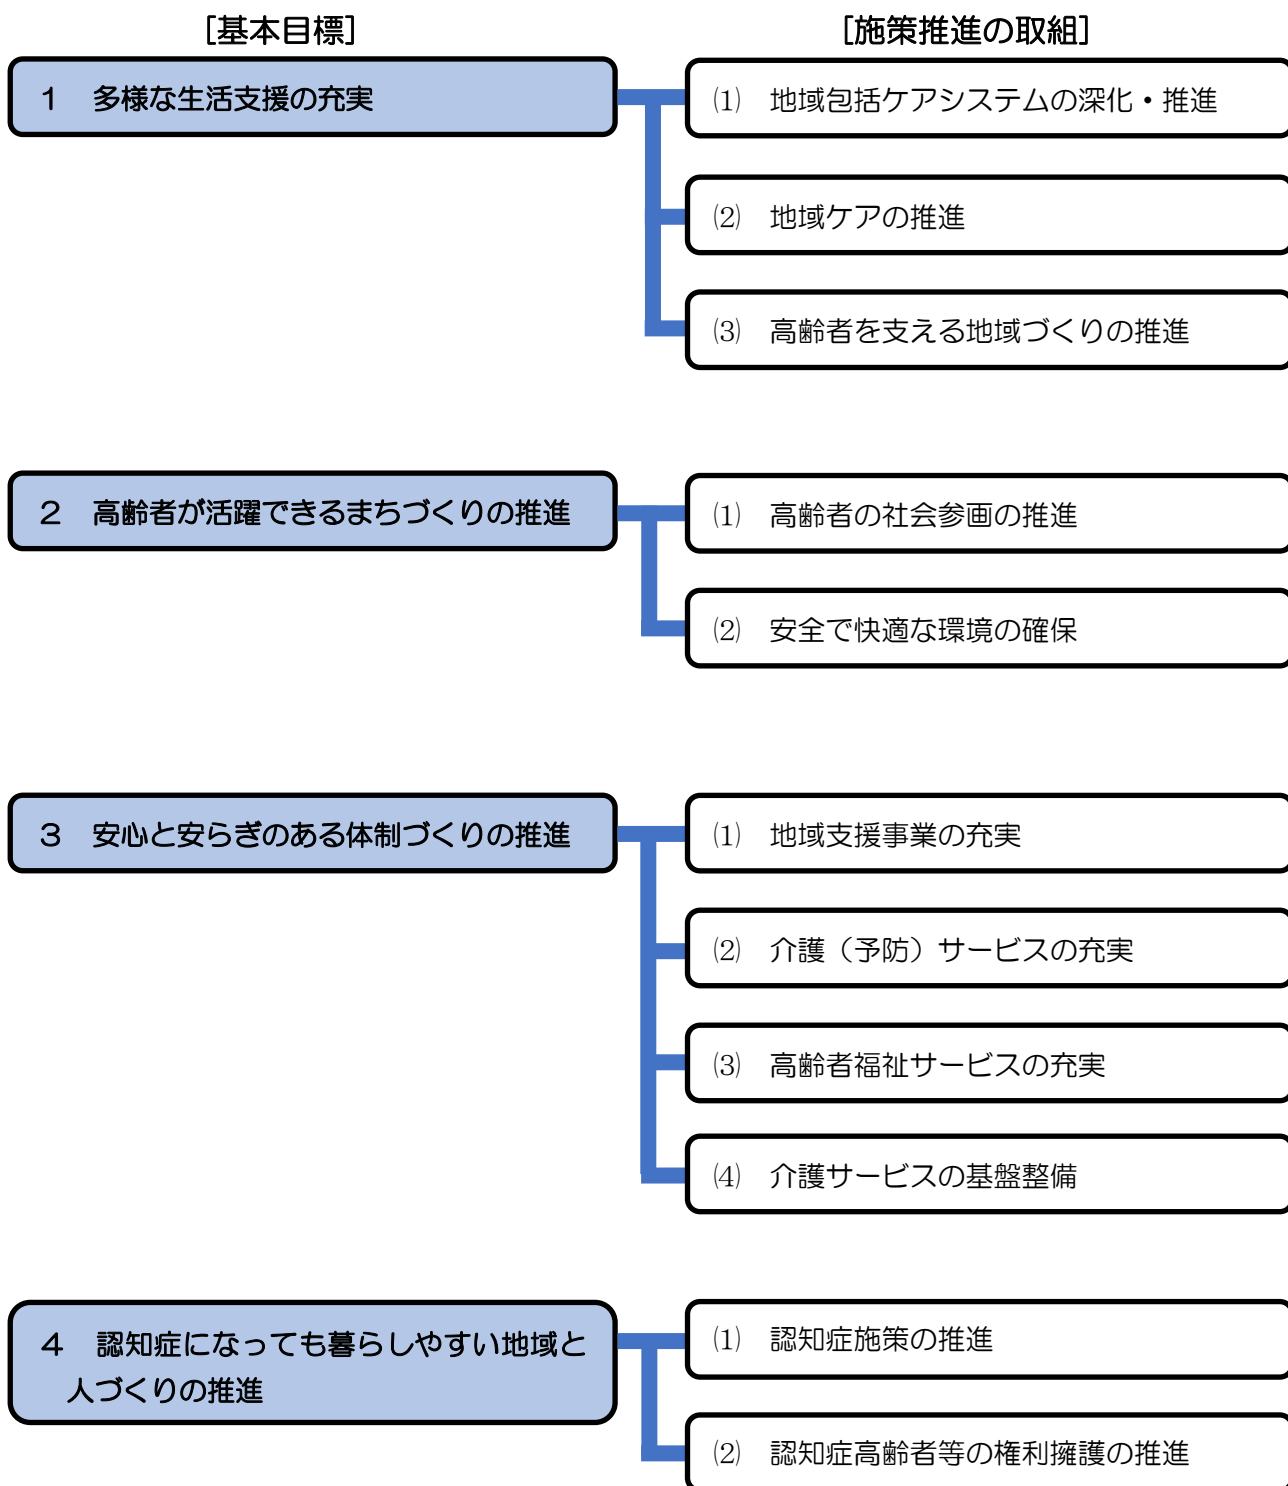 [基本目標]
[施策推進の取組]
１　多様な生活支援の充実
⑴　地域包括ケアシステムの深化・推進
⑵　地域ケアの推進
⑶　高齢者を支える地域づくりの推進
２　高齢者が活躍できるまちづくりの推進
⑴　高齢者の社会参画の推進
⑵　安全で快適な環境の確保
３　安心と安らぎのある体制づくりの推進
⑴　地域支援事業の充実
⑵　介護（予防）サービスの充実
⑶　高齢者福祉サービスの充実
⑷　介護サービスの基盤整備
４　認知症になっても暮らしやすい地域と
人づくりの推進
⑴　認知症施策の推進
⑵　認知症高齢者等の権利擁護の推進